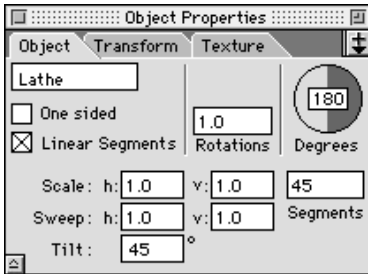 Object Properties
Object Transform Texture
Lathe
One sided
Linear Segments
1.0
Rotations
180
Degrees
Scale: h: 1.0 v: 1.0 45
Sweep: h: 1.0 v: 1.0 Segments
Tilt: 45 °